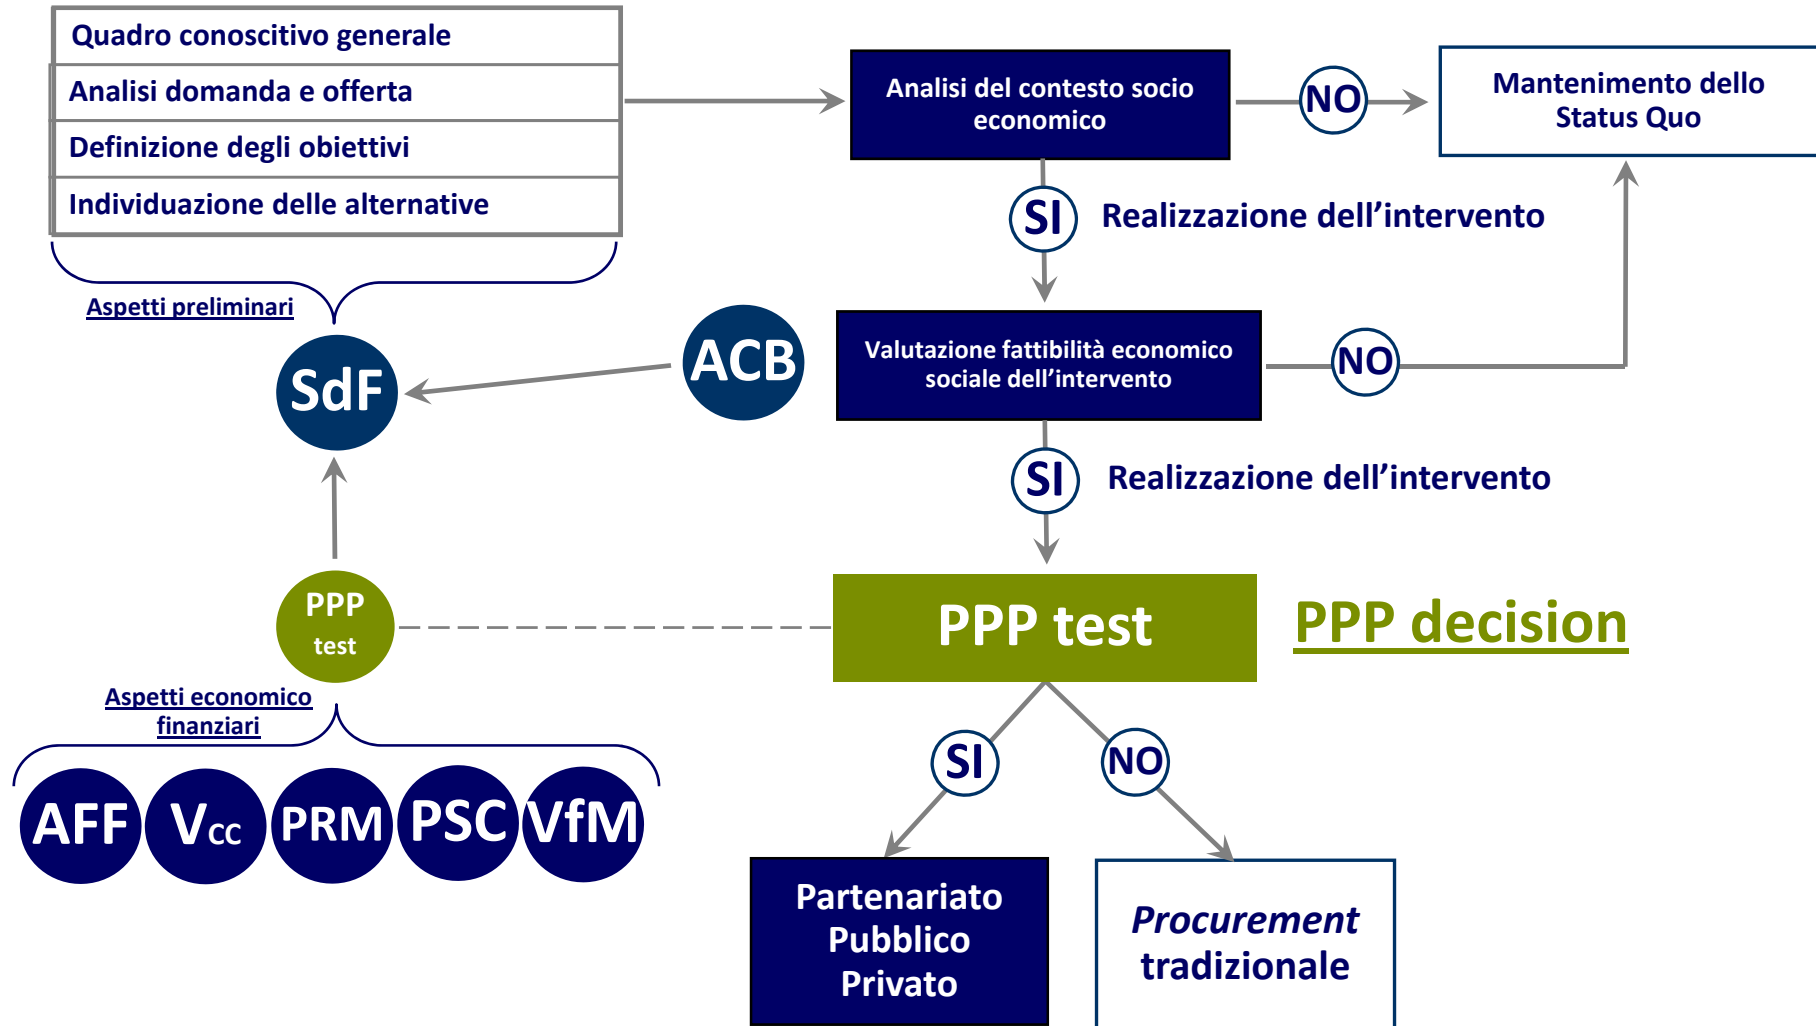 Quadro conoscitivo generale
Analisi domanda e offerta
Definizione degli obiettivi
Individuazione delle alternative
Analisi del contesto socio
economico
NO
Mantenimento dello
Status Quo
SI
Realizzazione dell’intervento
Aspetti preliminari
SdF
ACB
Valutazione fattibilità economico
sociale dell’intervento
NO
SI
Realizzazione dell’intervento
PPP
test
PPP test
PPP decision
Aspetti economico
finanziari
AFF
Vcc
PRM
PSC
VfM
SI
NO
Partenariato
Pubblico
Privato
Procurement
tradizionale